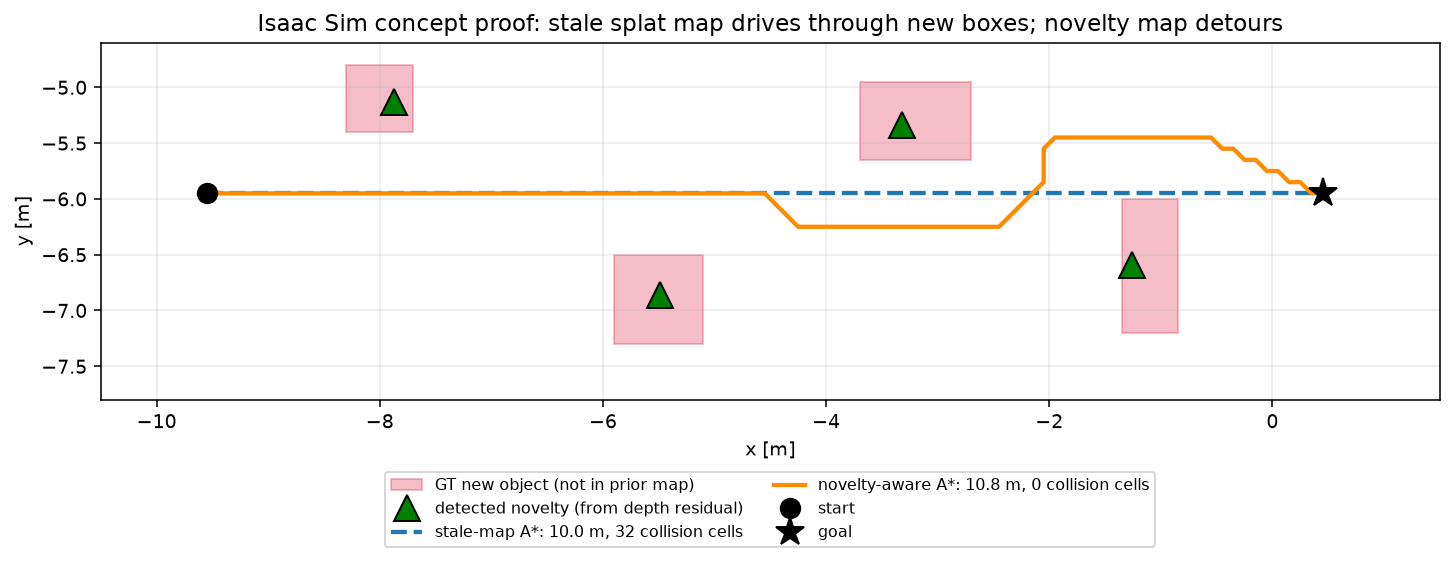 Isaac Sim concept proof: stale splat map drives through new boxes; novelty map detours
−5.0
−5.5
−6.0
−6.5
−7.0
−7.5
y [m]
−10
−8
−6
−4
−2
0
x [m]
GT new object (not in prior map)
detected novelty (from depth residual)
stale-map A*: 10.0 m, 32 collision cells
novelty-aware A*: 10.8 m, 0 collision cells
start
goal